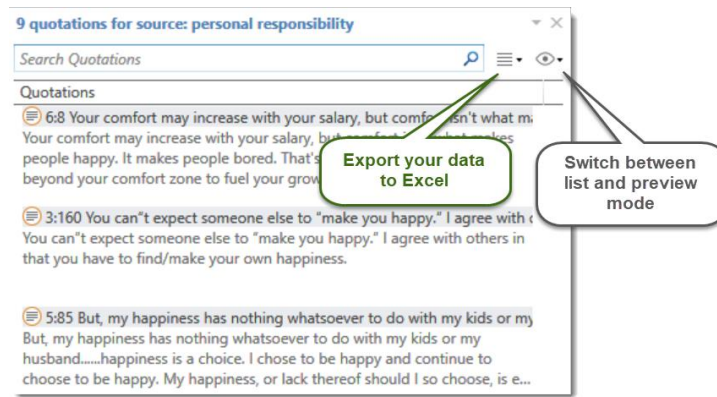 9 quotations for source: personal responsibility
Search Quotations
Quotations
6:8 Your comfort may increase with your salary, but comfort isn't what ma
Your comfort may increase with your salary, but
people happy. It makes people bored. That's
beyond your comfort zone to fuel your grow
Export your data
to Excel
Switch between
list and preview
mode
3:160 You can"t expect someone else to "make you happy." I agree with o
You can"t expect someone else to "make you happy." I agree with others in
that you have to find/make your own happiness.
5:85 But, my happiness has nothing whatsoever to do with my kids or my
But, my happiness has nothing whatsoever to do with my kids or my
husband......happiness is a choice. I chose to be happy and continue to
choose to be happy. My happiness, or lack thereof should I so choose, is e...